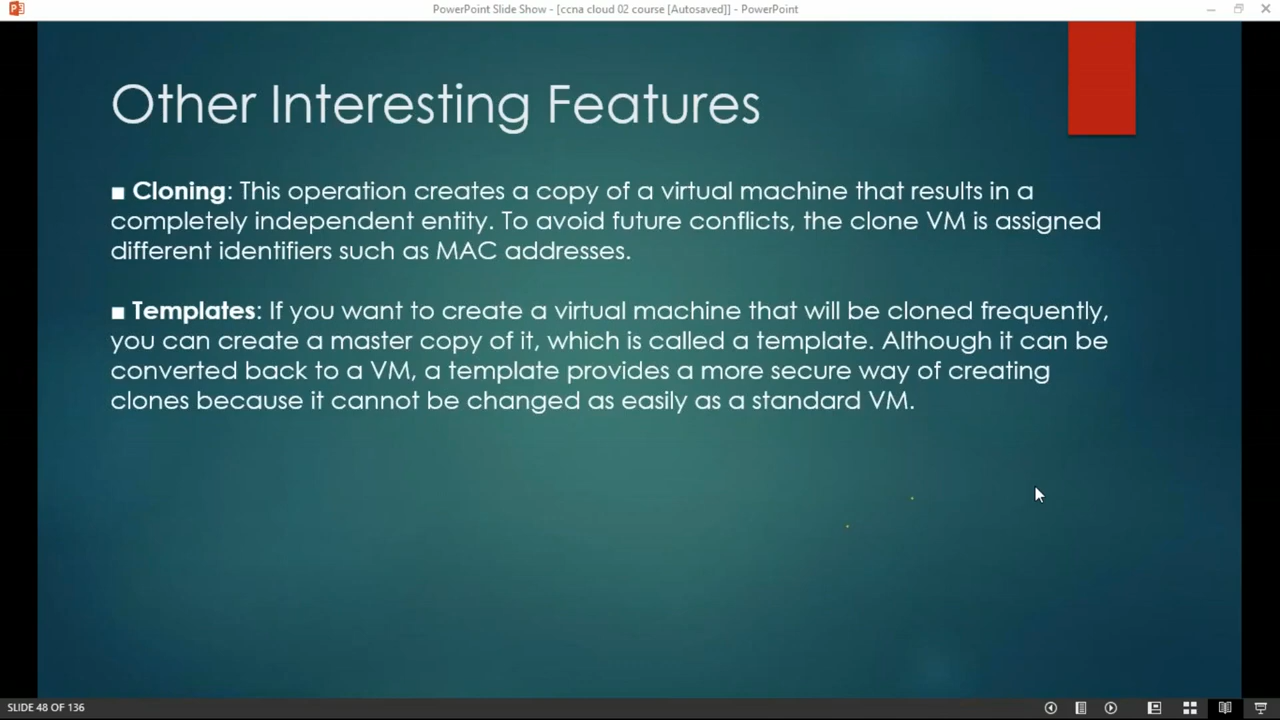 PowerPoint Slide Show - [ccna cloud 02 course [Autosaved]] - PowerPoint
Other Interesting Features
■ Cloning: This operation creates a copy of a virtual machine that results in a
completely independent entity. To avoid future conflicts, the clone VM is assigned
different identifiers such as MAC addresses.
■ Templates: If you want to create a virtual machine that will be cloned frequently,
you can create a master copy of it, which is called a template. Although it can be
converted back to a VM, a template provides a more secure way of creating
clones because it cannot be changed as easily as a standard VM.
SLIDE 48 OF 136